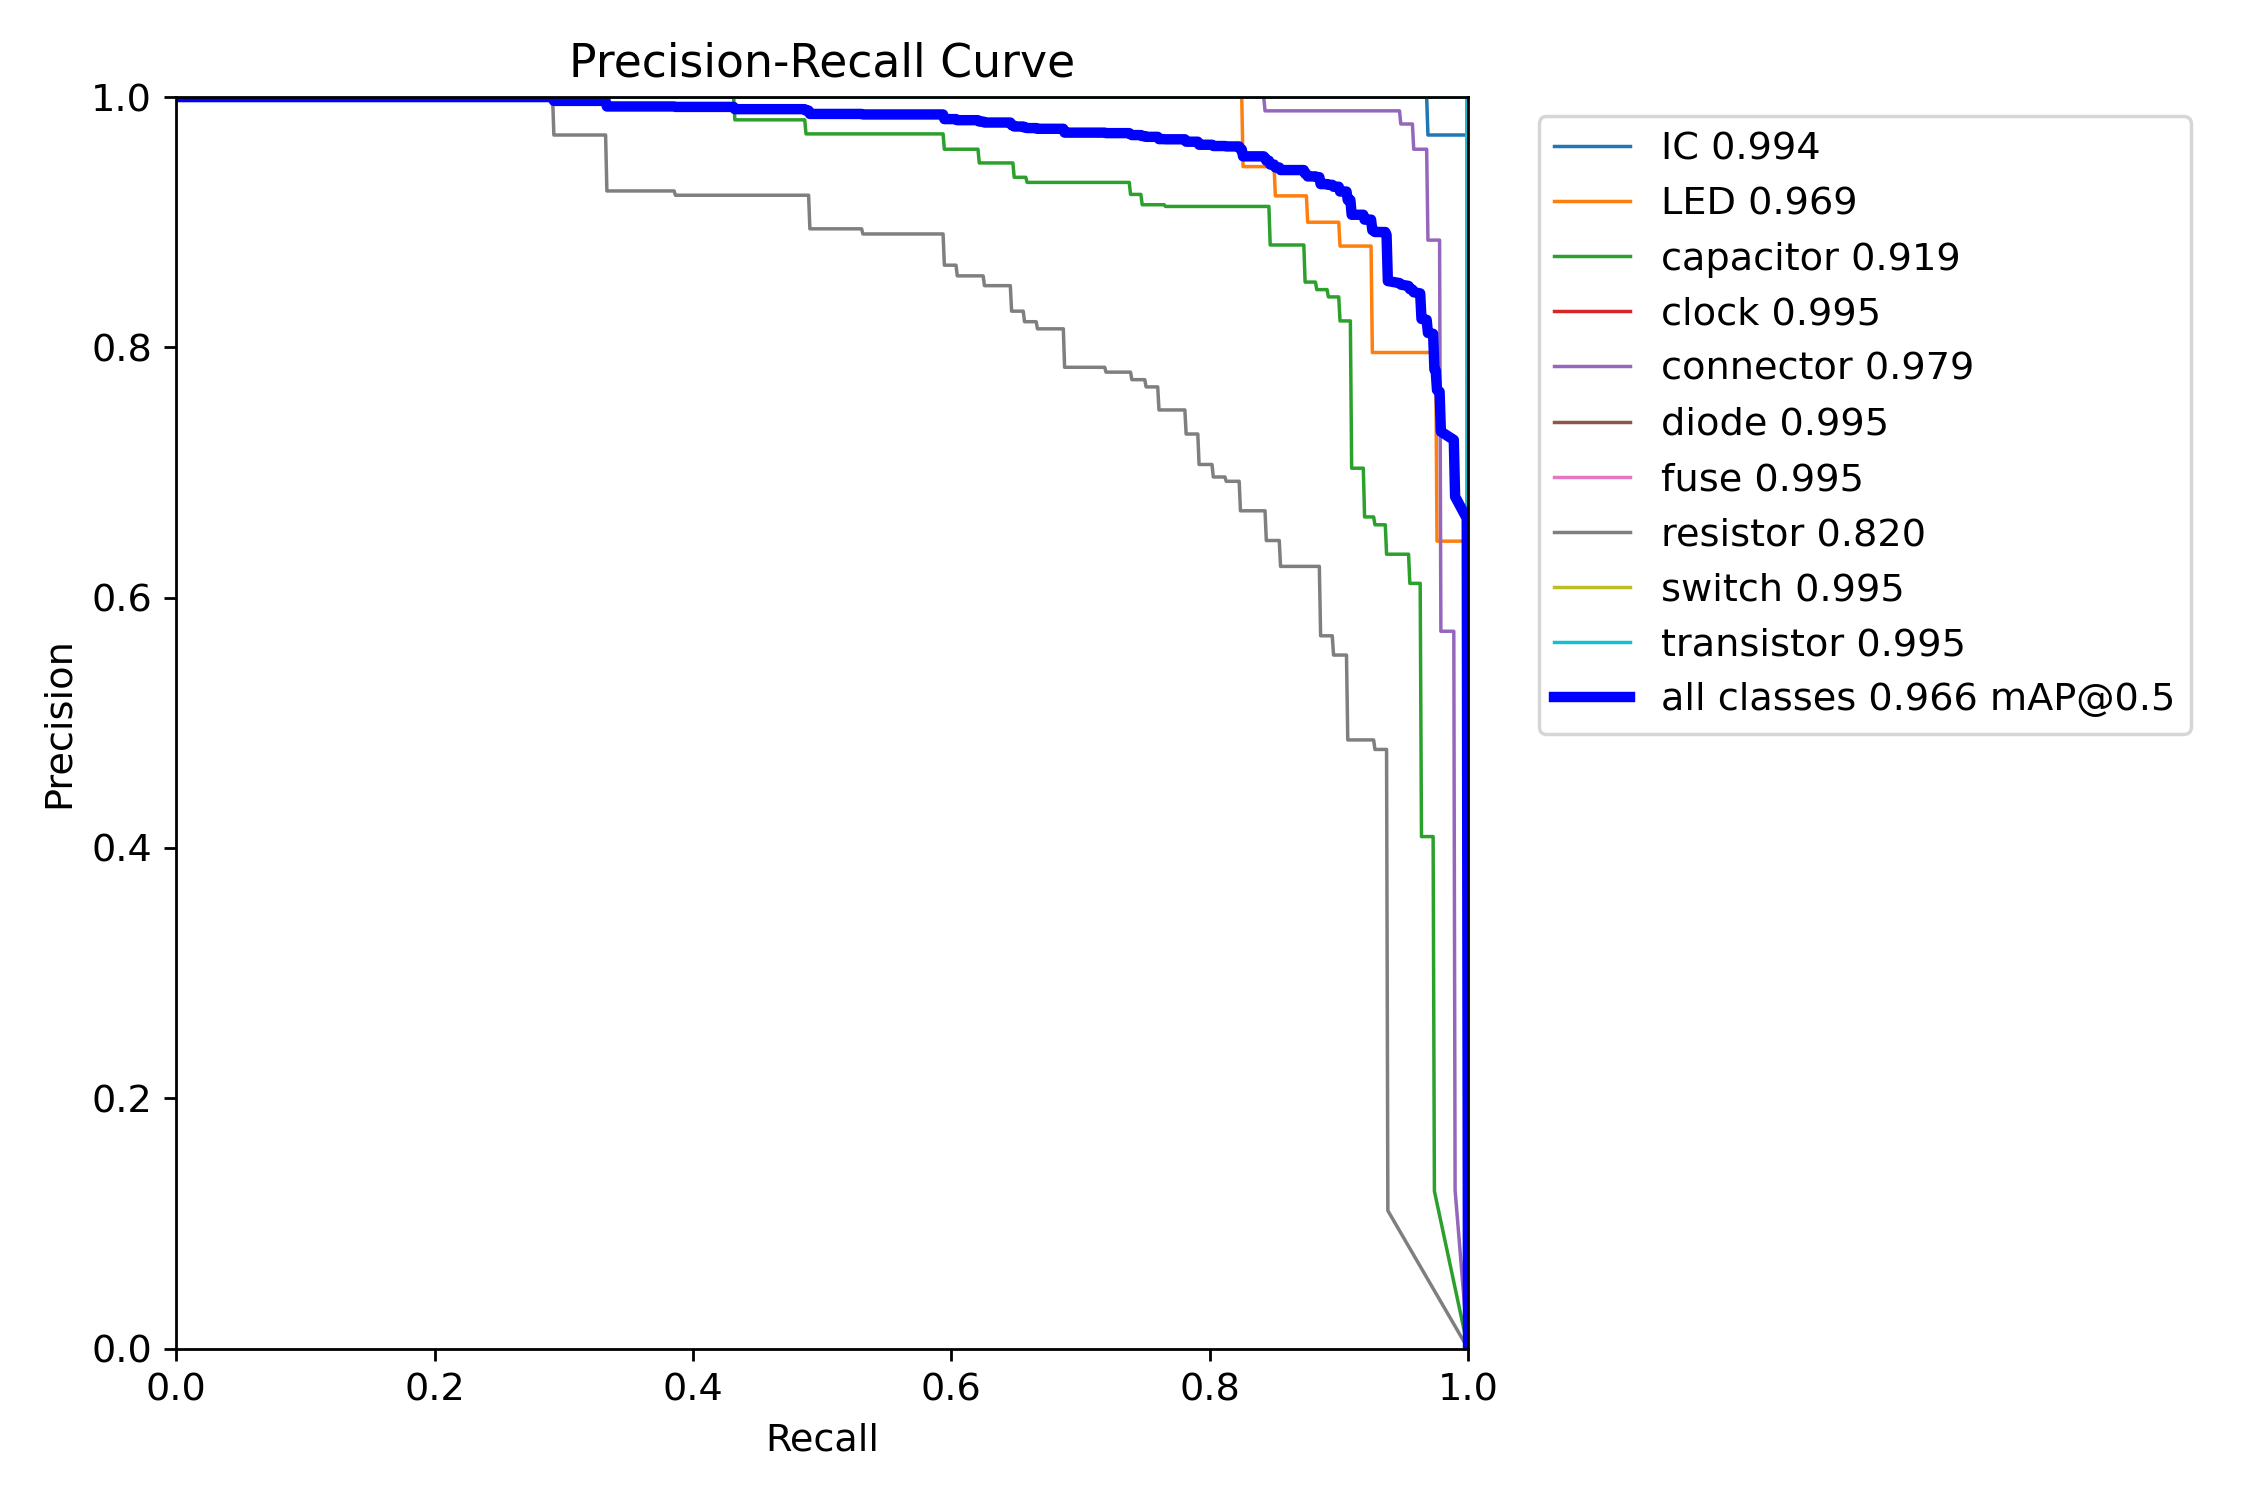 Precision-Recall Curve
1.0
0.8
0.6
0.4
0.2
0.0
Precision
0.0 0.2 0.4 0.6 0.8 1.0
Recall
IC 0.994
LED 0.969
capacitor 0.919
clock 0.995
connector 0.979
diode 0.995
fuse 0.995
resistor 0.820
switch 0.995
transistor 0.995
all classes 0.966 mAP@0.5